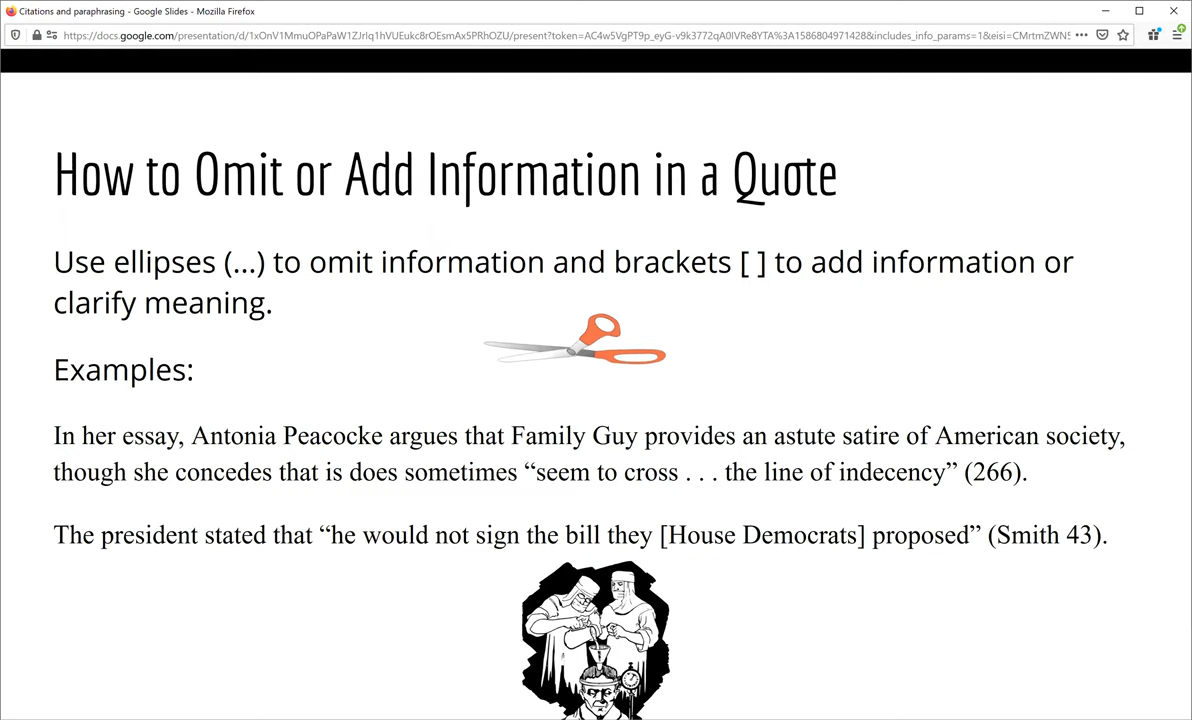 Citations and paraphrasing - Google Slides - Mozilla Firefox
https://docs.google.com/presentation/d/1xOnV1MmuOPaPaW1ZJrlq1hVUEukc8rOEsmAx5PRhOZU/present?token=AC4w5VgPT9p_eyG-v9k3772qA0IVRe8YTA%3A1586804971428&includes_info_params=1&eisi=CMrtmZWN5
How to Omit or Add Information in a Quote
Use ellipses (...) to omit information and brackets [ ] to add information or
clarify meaning.
Examples:
In her essay, Antonia Peacocke argues that Family Guy provides an astute satire of American society,
though she concedes that is does sometimes “seem to cross . . . the line of indecency” (266).
The president stated that “he would not sign the bill they [House Democrats] proposed” (Smith 43).